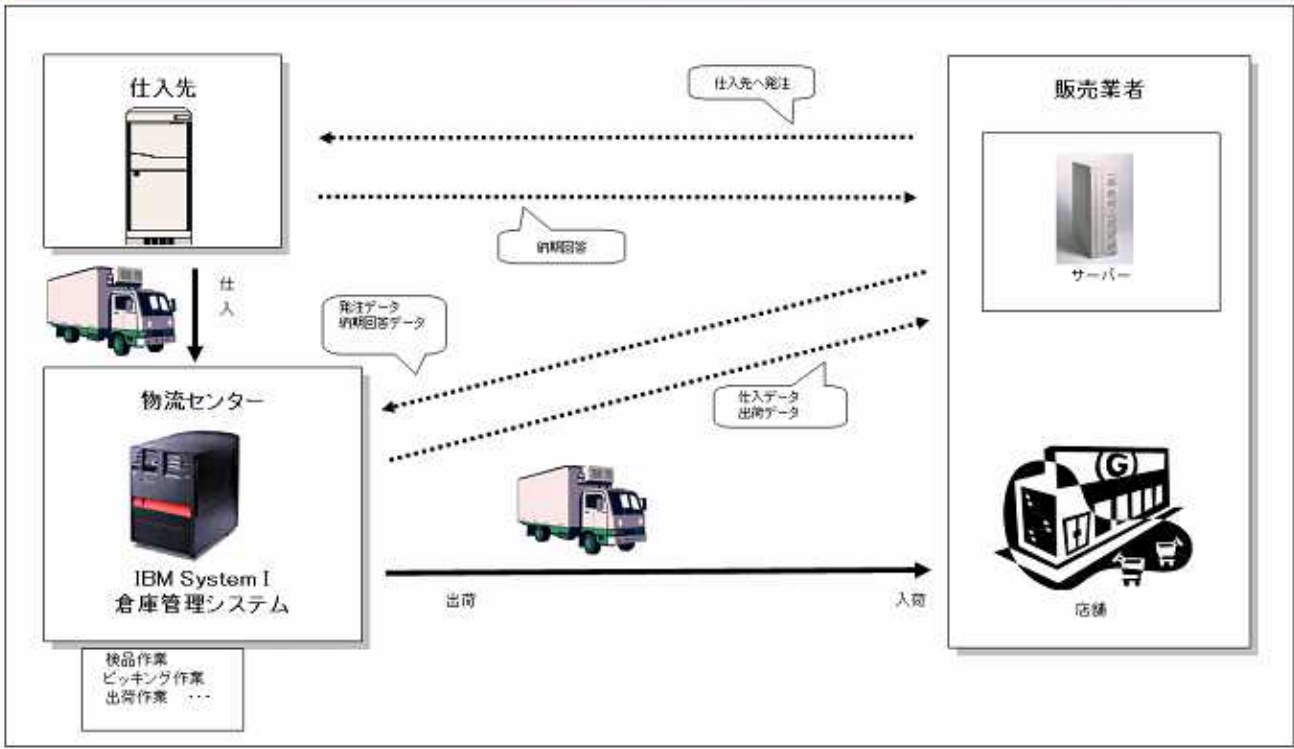 仕入先
仕入先へ発注
販売業者
納期回答
サーバー
仕
入
発注データ
納期回答データ
物流センター
仕入データ
出荷データ
G
IBM System I
倉庫管理システム
出荷
入荷
店舗
検品作業
ピッキング作業
出荷作業 ･･･